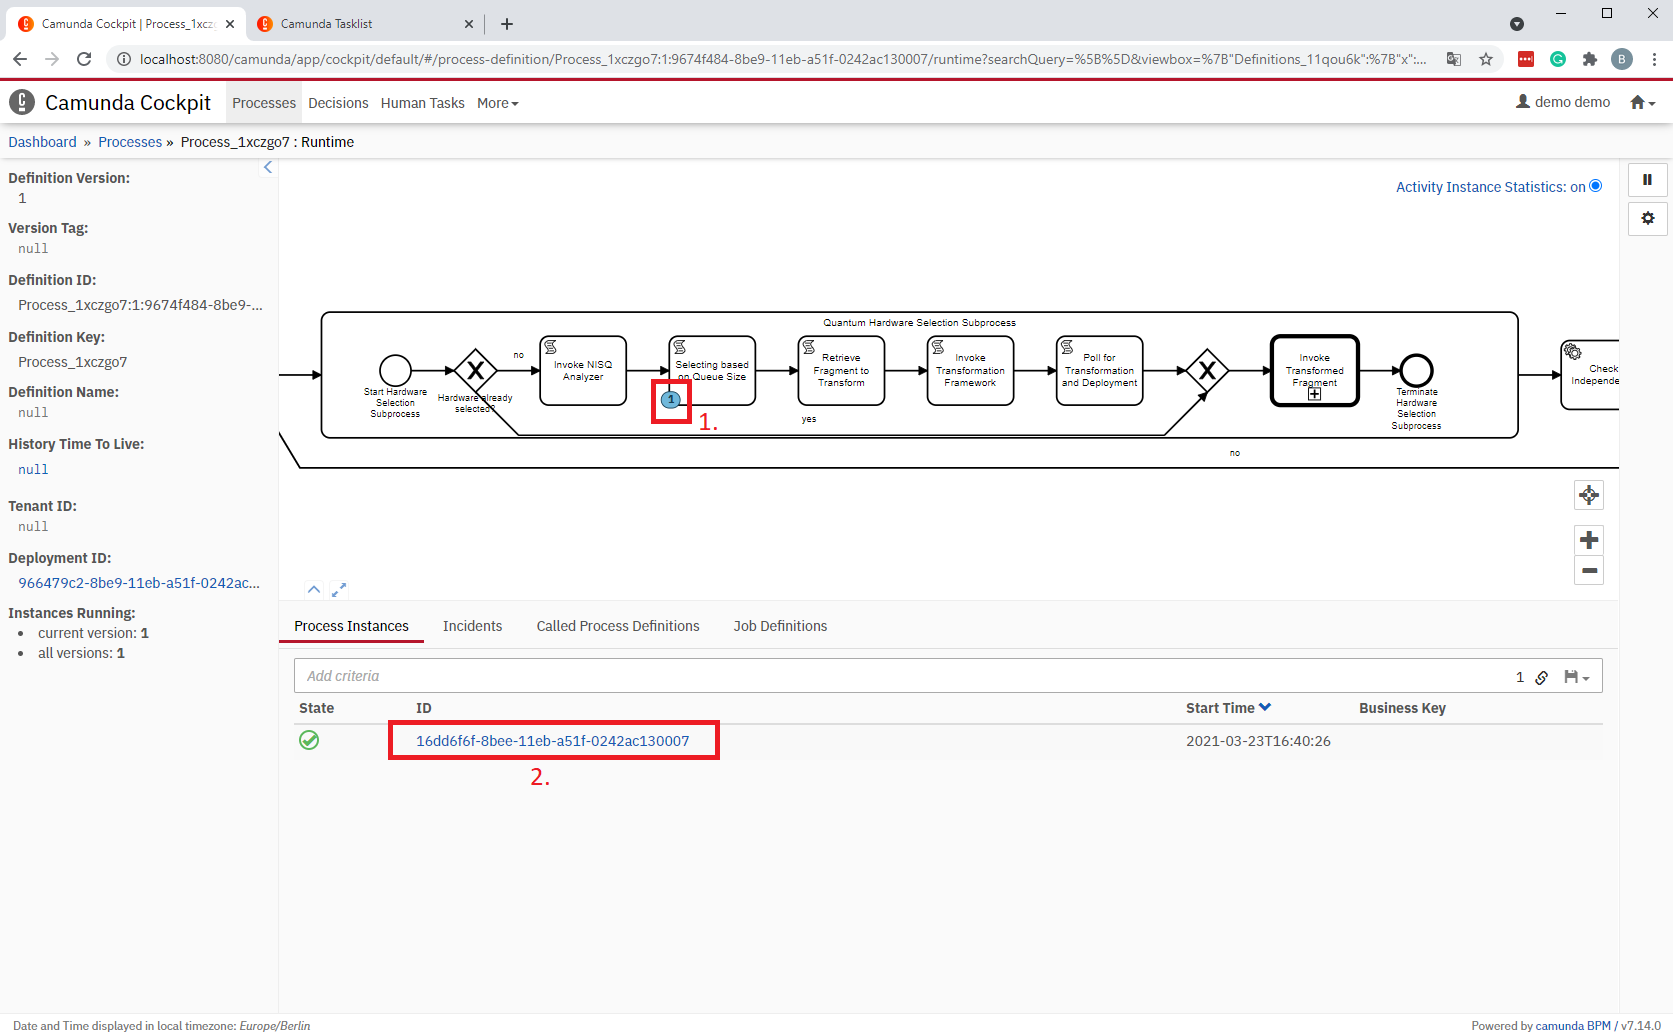 Camunda Cockpit | Process_1xcz
Camunda Tasklist
localhost:8080/camunda/app/cockpit/default/#/process-definition/Process_1xczgo7:1:9674f484-8be9-11eb-a51f-0242ac130007/runtime?searchQuery=%5B%5D&viewbox=%7B"Definitions_11qou6k":%7B"x":...
B
Camunda Cockpit
Processes
Decisions
Human Tasks
More
demo demo
Dashboard » Processes » Process_1xczgo7 : Runtime
Definition Version:
1
Version Tag:
null
Definition ID:
Process_1xczgo7:1:9674f484-8be9-...
Definition Key:
Process_1xczgo7
Definition Name:
null
History Time To Live:
null
Tenant ID:
null
Deployment ID:
966479c2-8be9-11eb-a51f-0242ac...
Instances Running:
current version: 1
all versions: 1
Activity Instance Statistics: on
Quantum Hardware Selection Subprocess
Start Hardware
Selection
Subprocess
X
Hardware already
selected?
no
Invoke NISQ
Analyzer
Selecting based
on Queue Size
1
1.
Retrieve
Fragment to
Transform
yes
Invoke
Transformation
Framework
Poll for
Transformation
and Deployment
X
Invoke
Transformed
Fragment
Terminate
Hardware
Selection
Subprocess
no
Check
Independe
Process Instances
Incidents
Called Process Definitions
Job Definitions
Add criteria
1
State
ID
Start Time
Business Key
16dd6f6f-8bee-11eb-a51f-0242ac130007
2021-03-23T16:40:26
2.
Date and Time displayed in local timezone: Europe/Berlin
Powered by camunda BPM / v7.14.0